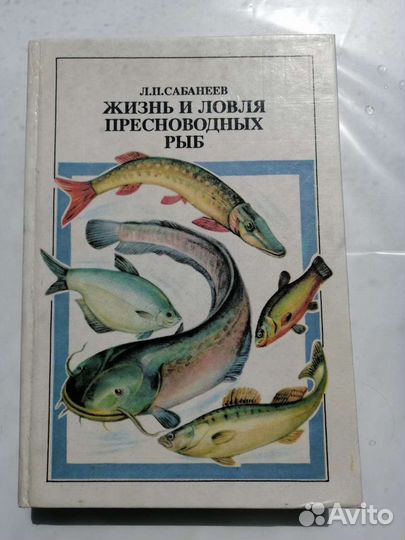 Л.П.САБАНЕЕВ
ЖИЗНЬ И ЛОВЛЯ
ПРЕСНОВОДНЫХ
РЫБ
Avito